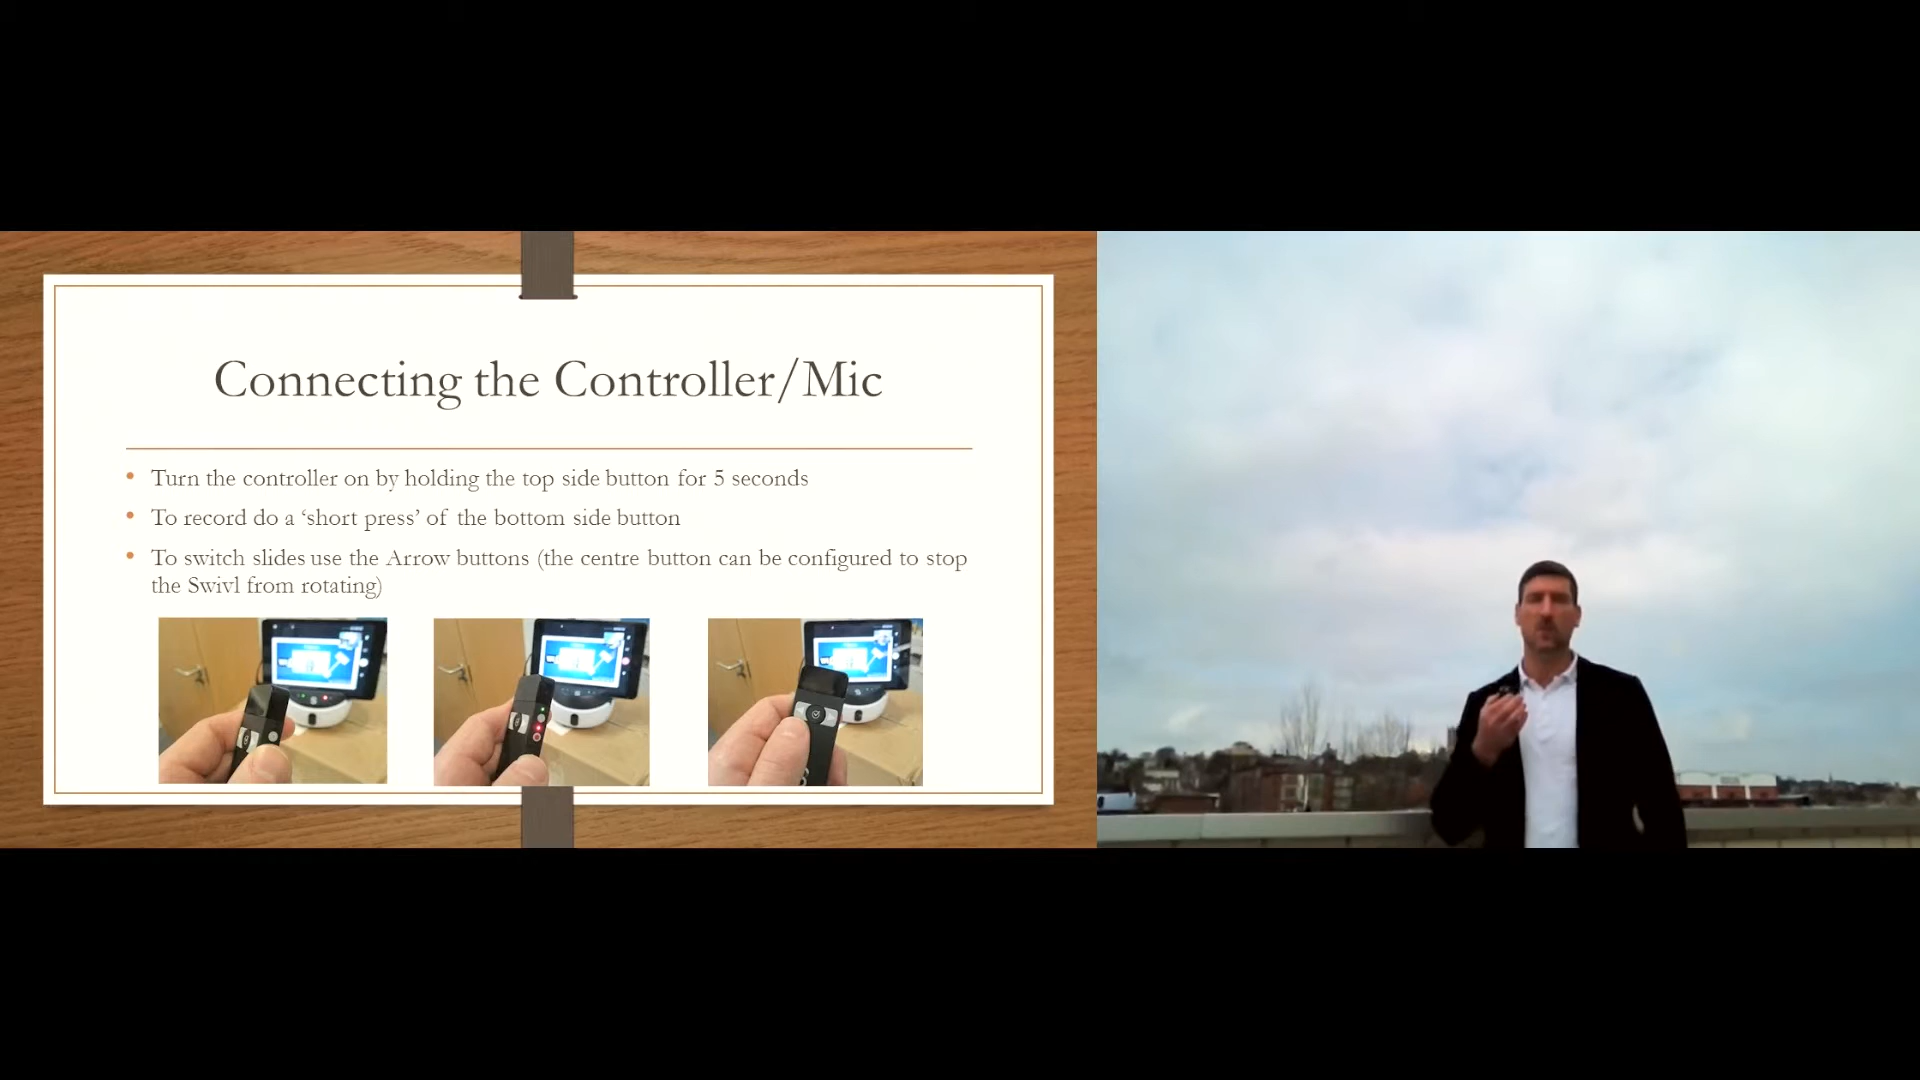 Connecting the Controller/Mic
• Turn the controller on by holding the top side button for 5 seconds
• To record do a ‘short press’ of the bottom side button
• To switch slides use the Arrow buttons (the centre button can be configured to stop
the Swivl from rotating)